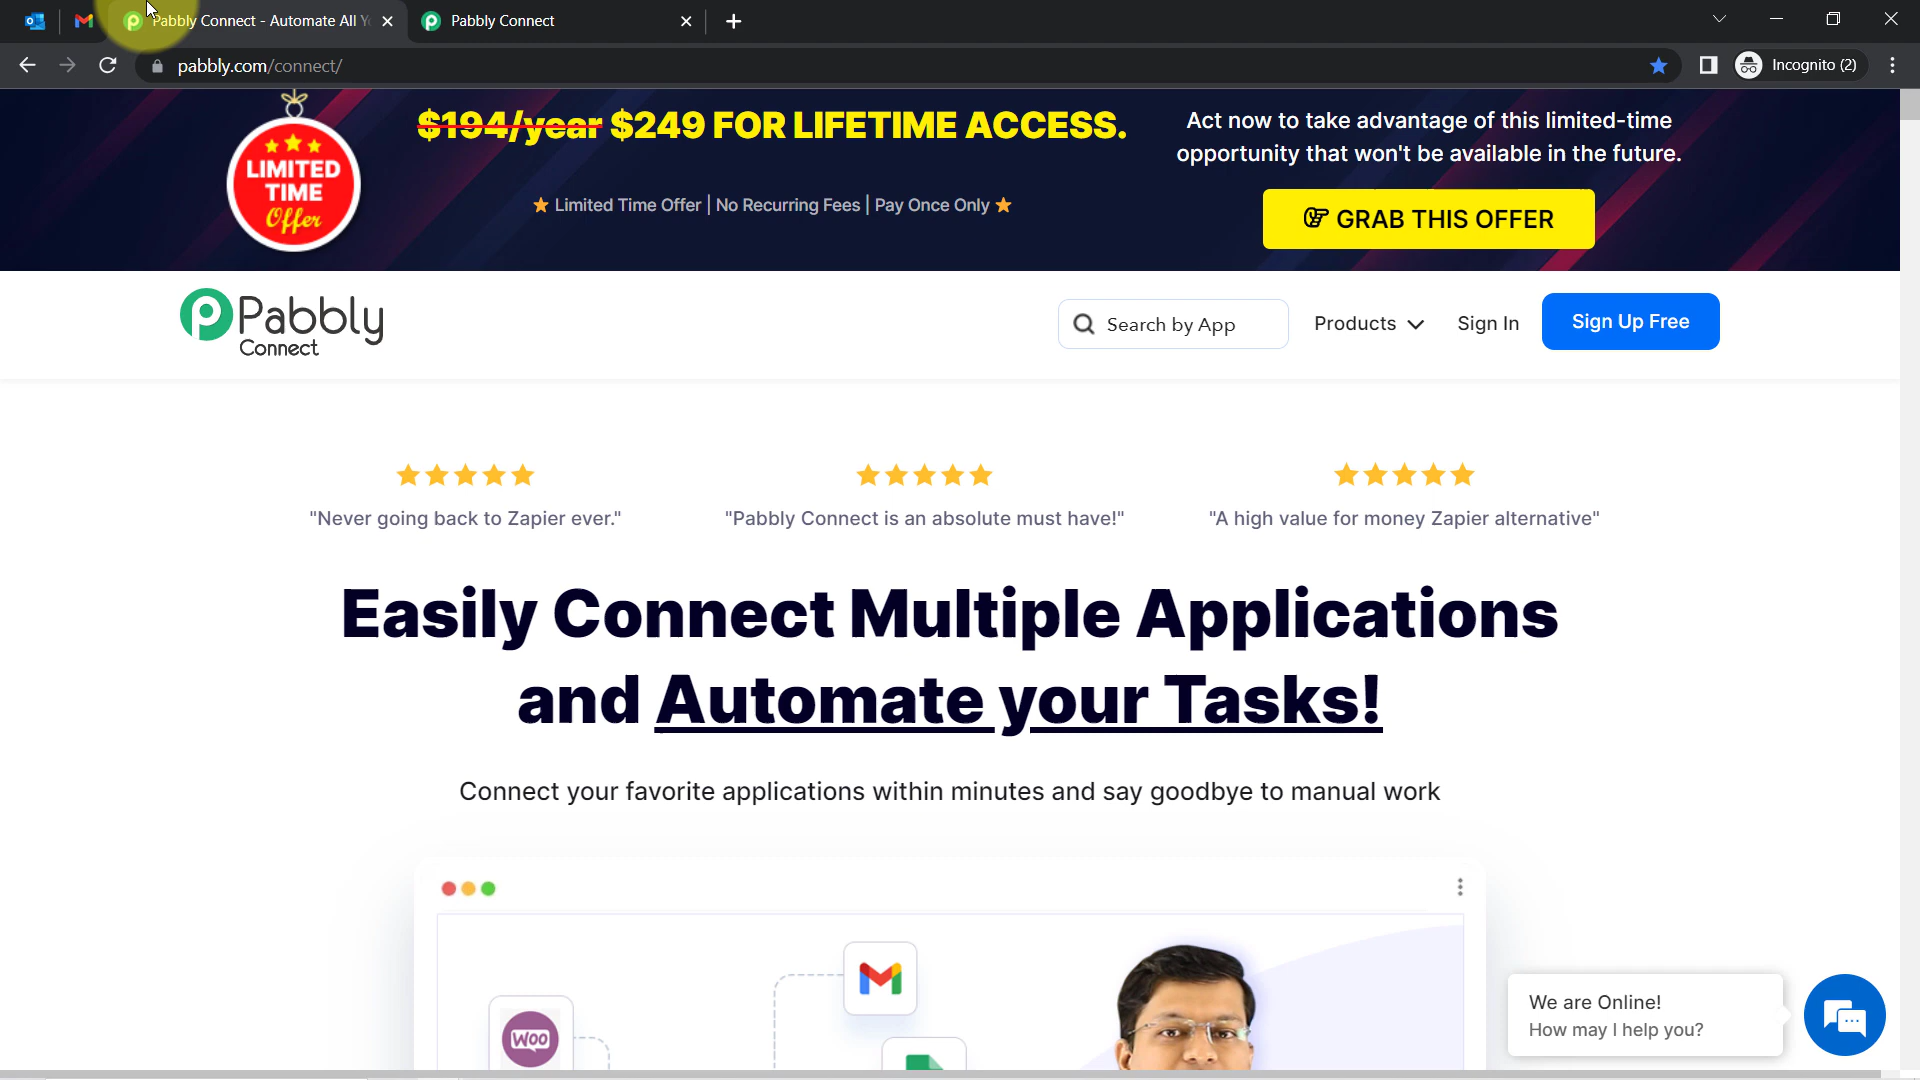 Pabbly Connect - Automate All Y
Pabbly Connect
pabbly.com/connect/
Incognito (2)
LIMITED
TIME
Offer
$194/year $249 FOR LIFETIME ACCESS.
Limited Time Offer | No Recurring Fees | Pay Once Only
Act now to take advantage of this limited-time
opportunity that won't be available in the future.
GRAB THIS OFFER
Pabbly
Connect
Search by App
Products
Sign In
Sign Up Free
"Never going back to Zapier ever."
"Pabbly Connect is an absolute must have!"
"A high value for money Zapier alternative"
Easily Connect Multiple Applications
and Automate your Tasks!
Connect your favorite applications within minutes and say goodbye to manual work
WOO
We are Online!
How may I help you?